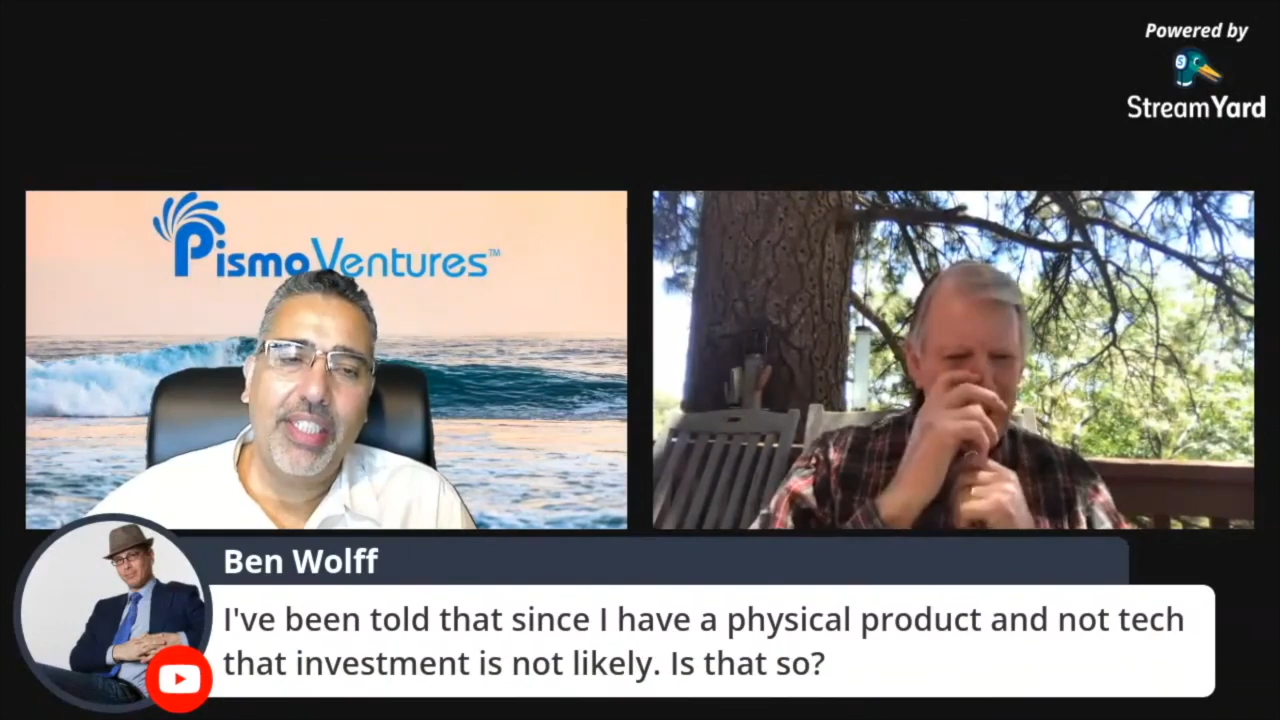 Powered by
StreamYard
PismoVentures™
Ben Wolff
I've been told that since I have a physical product and not tech
that investment is not likely. Is that so?